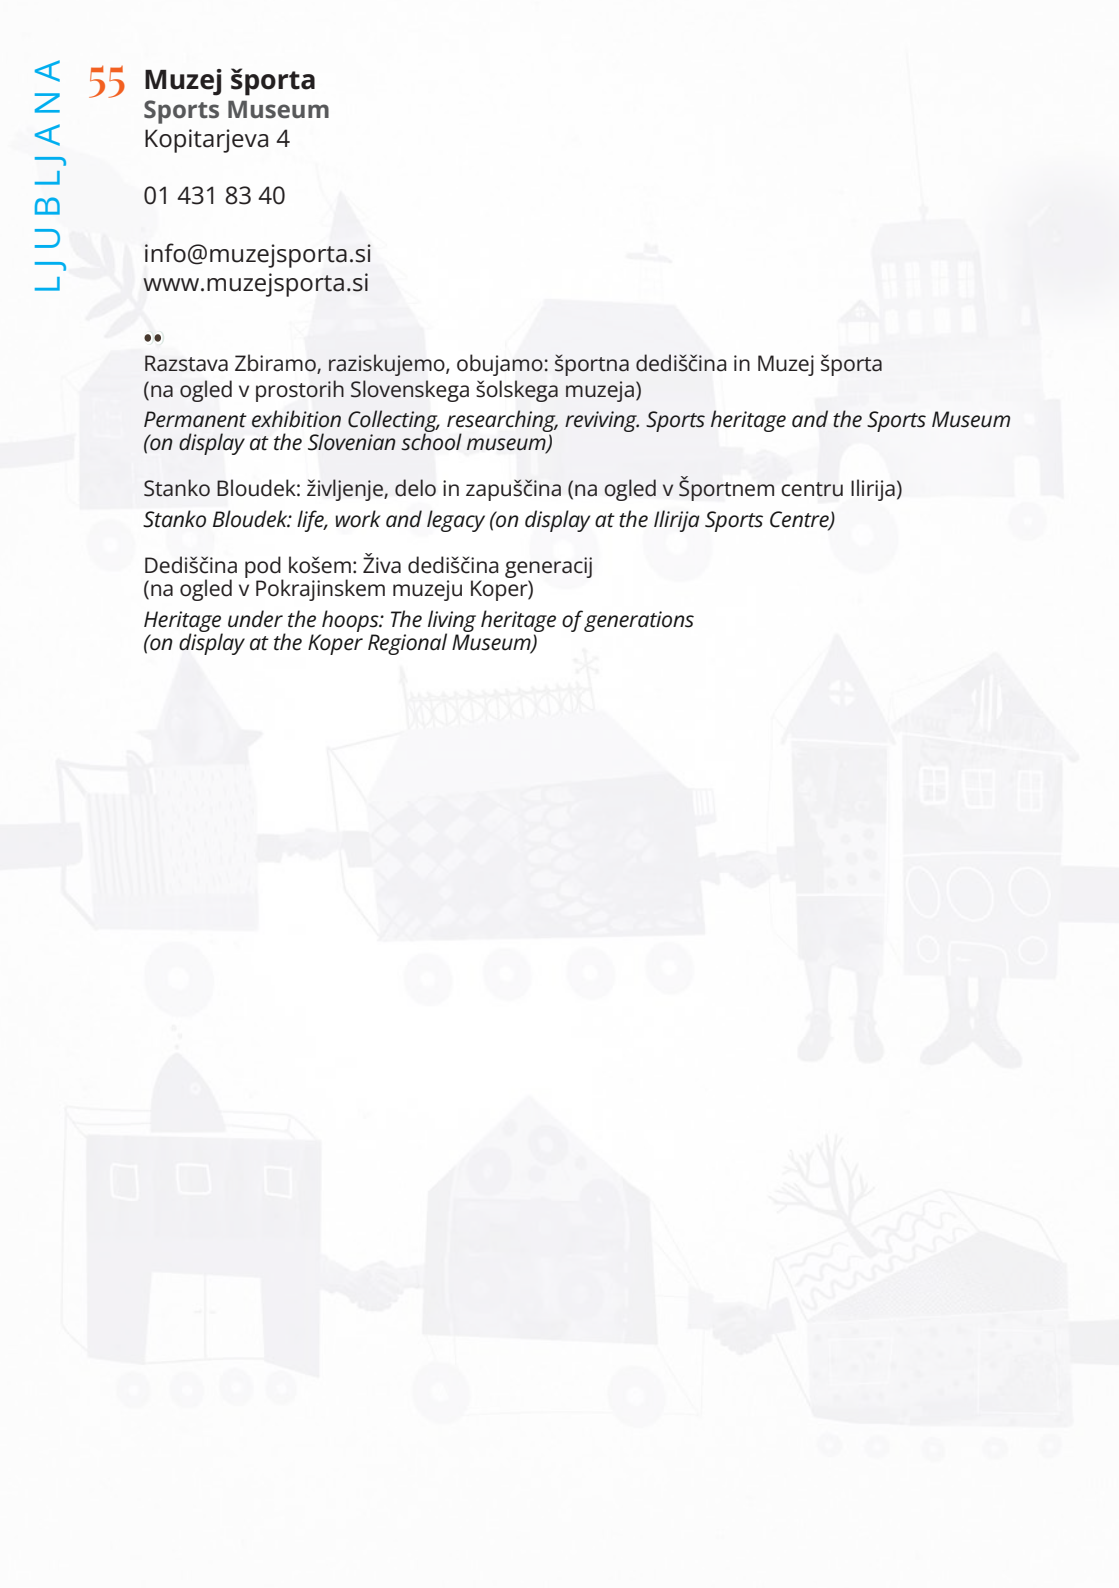 LJUBLJANA
55 Muzej športa
Sports Museum
Kopitarjeva 4
01 431 83 40
info@muzejsporta.si
www.muzejsporta.si
••
Razstava Zbiramo, raziskujemo, obujamo: športna dediščina in Muzej športa
(na ogled v prostorih Slovenskega šolskega muzeja)
Permanent exhibition Collecting, researching, reviving. Sports heritage and the Sports Museum
(on display at the Slovenian school museum)
Stanko Bloudek: življenje, delo in zapuščina (na ogled v Športnem centru Ilirija)
Stanko Bloudek: life, work and legacy (on display at the Ilirija Sports Centre)
Dediščina pod košem: Živa dediščina generacij
(na ogled v Pokrajinskem muzeju Koper)
Heritage under the hoops: The living heritage of generations
(on display at the Koper Regional Museum)